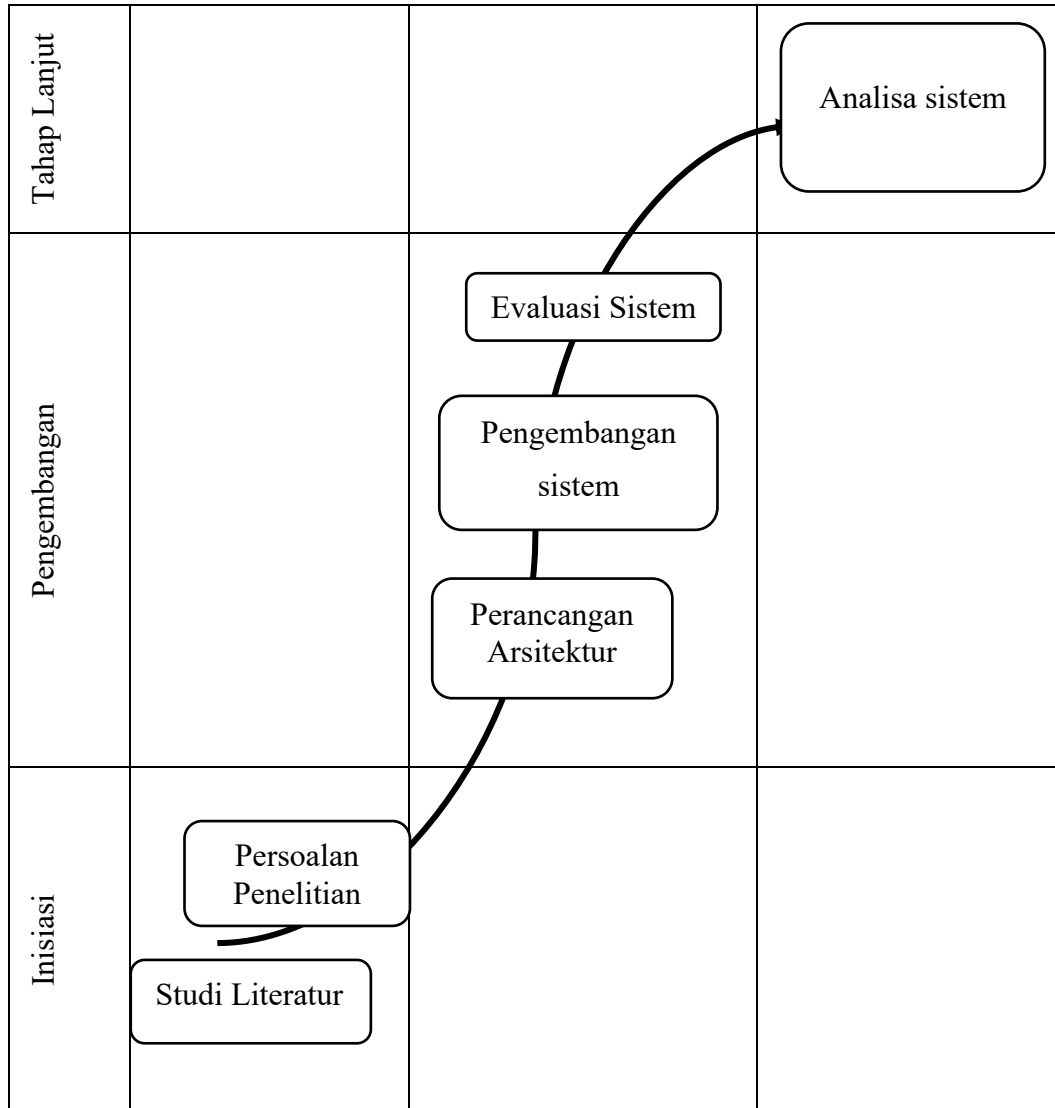 Tahap Lanjut
Analisa sistem
Pengembangan
Evaluasi Sistem
Pengembangan
sistem
Perancangan
Arsitektur
Inisiasi
Persoalan
Penelitian
Studi Literatur